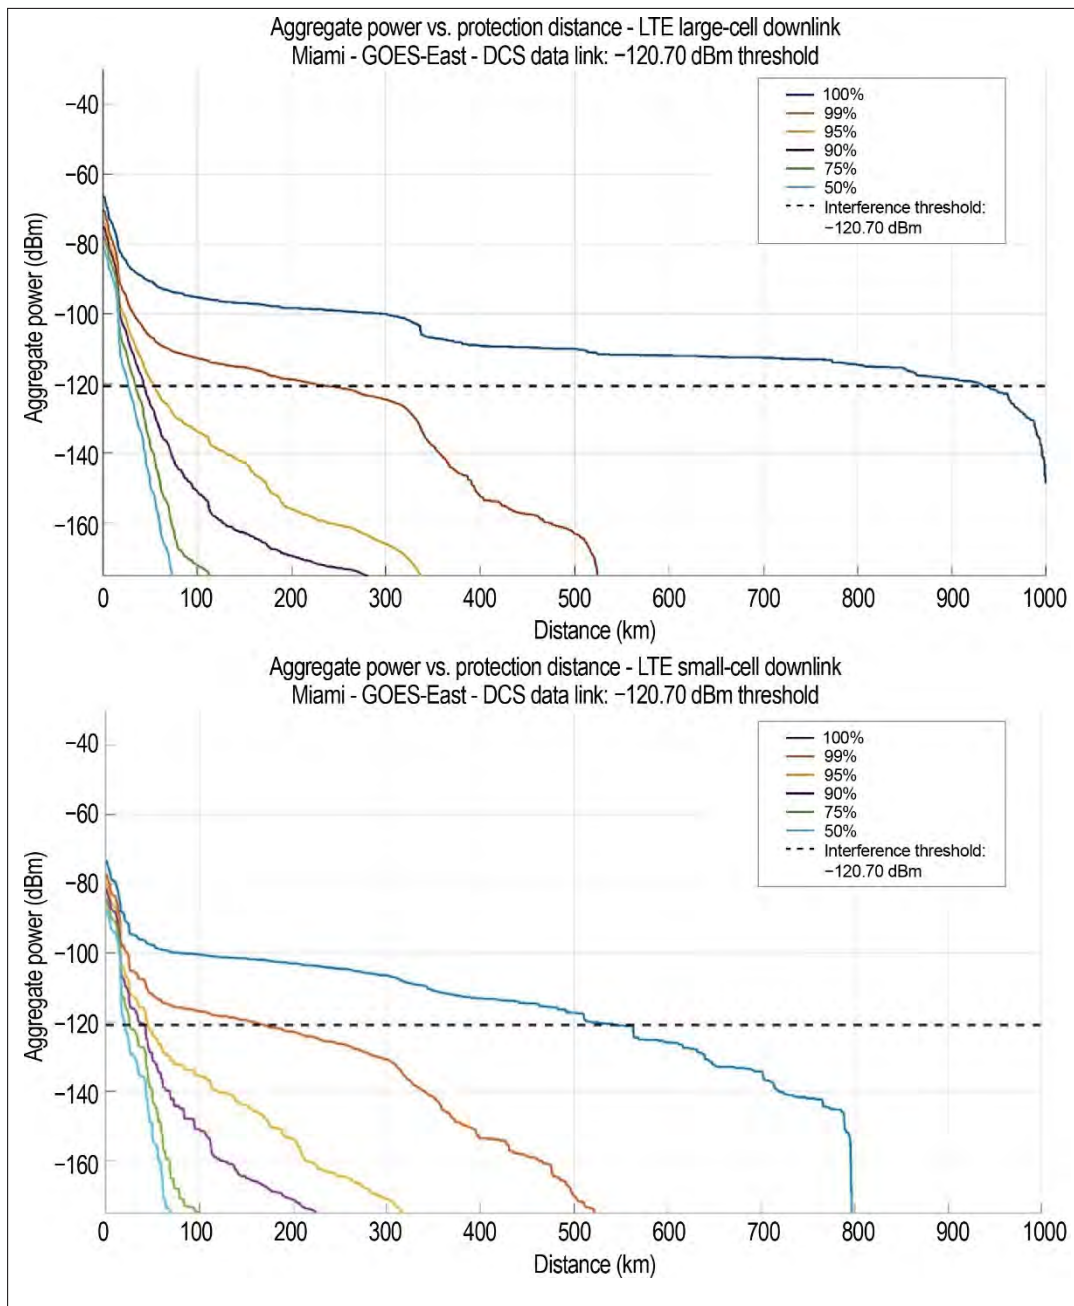 Aggregate power vs. protection distance - LTE large-cell downlink
Miami - GOES-East - DCS data link: −120.70 dBm threshold
100%
99%
95%
90%
75%
50%
Interference threshold:
−120.70 dBm
Aggregate power (dBm)
−40
−60
−80
−100
−120
−140
−160
0 100 200 300 400 500 600 700 800 900 1000
Distance (km)
Aggregate power vs. protection distance - LTE small-cell downlink
Miami - GOES-East - DCS data link: −120.70 dBm threshold
100%
99%
95%
90%
75%
50%
Interference threshold:
−120.70 dBm
Aggregate power (dBm)
−40
−60
−80
−100
−120
−140
−160
0 100 200 300 400 500 600 700 800 900 1000
Distance (km)